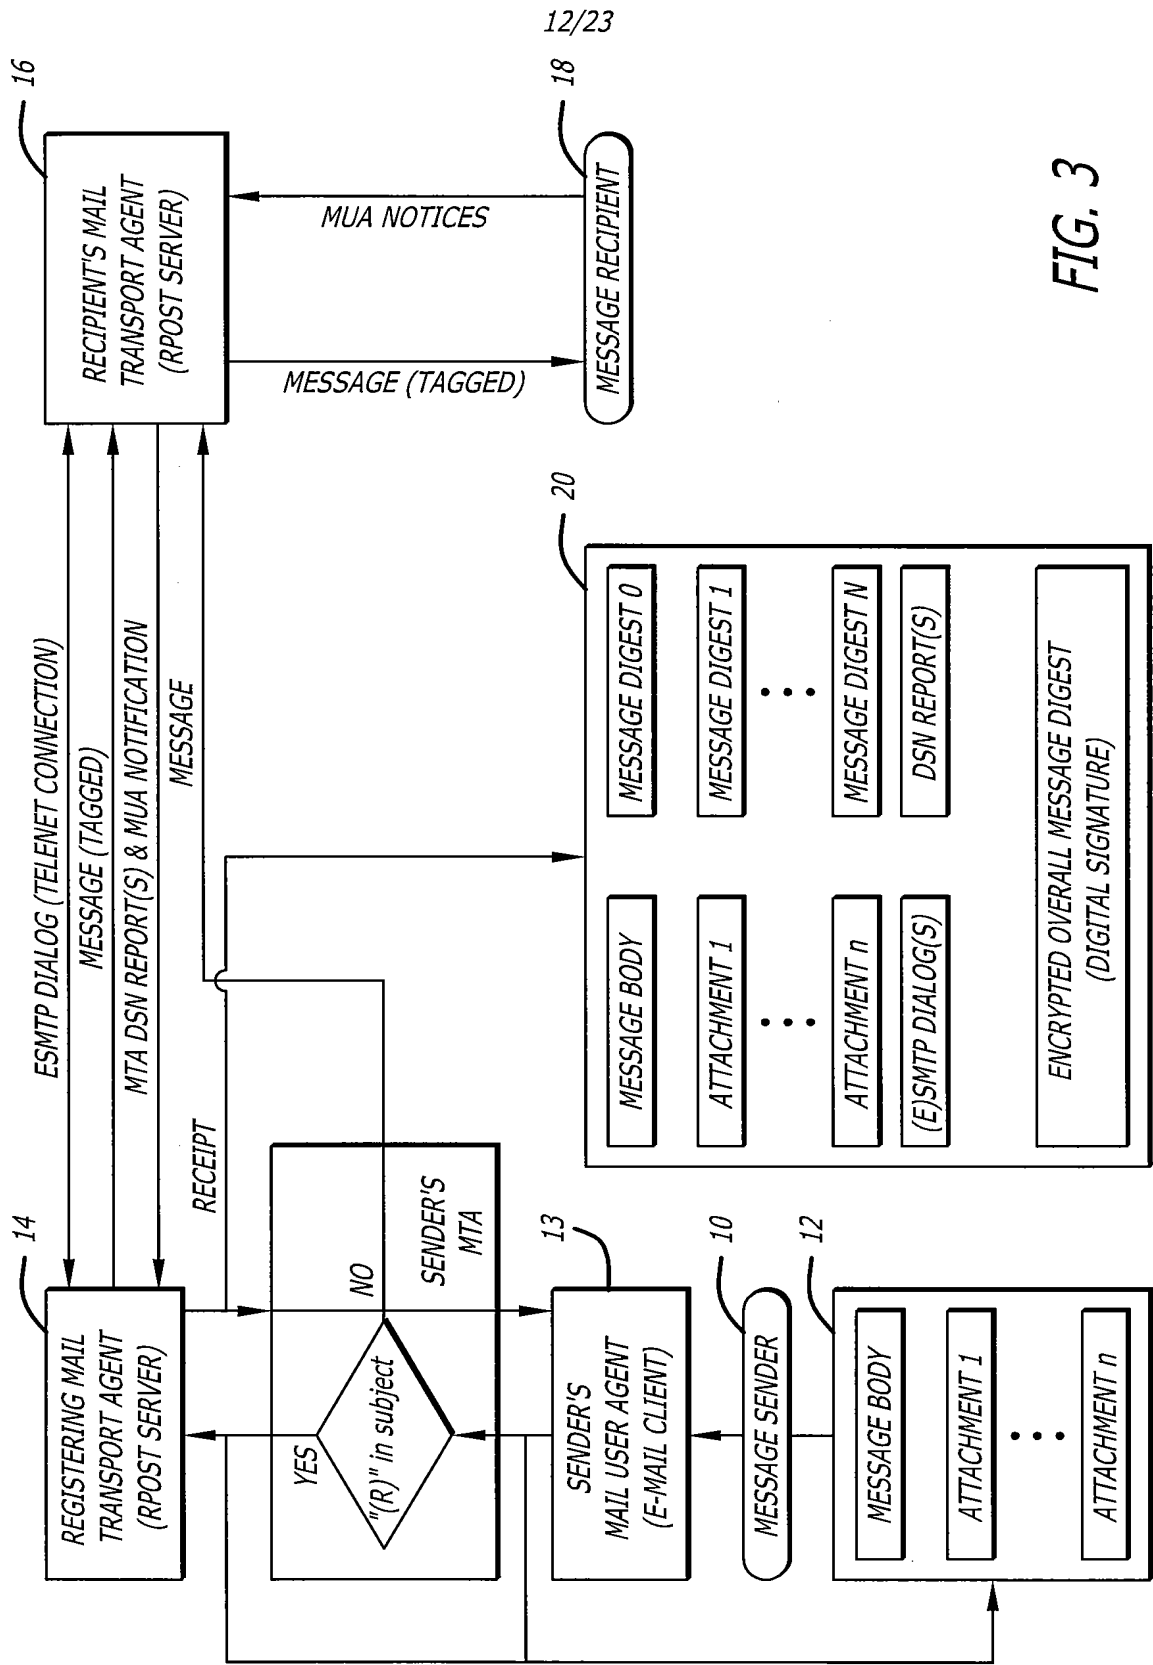 12/23
14
REGISTERING MAIL
TRANSPORT AGENT
(RPOST SERVER)
ESMTP DIALOG (TELENET CONNECTION)
MESSAGE (TAGGED)
MTA DSN REPORT(S) & MUA NOTIFICATION
MESSAGE
RECEIPT
16
RECIPIENT'S MAIL
TRANSPORT AGENT
(RPOST SERVER)
YES
"(R)" in subject
NO
SENDER'S
MTA
MESSAGE (TAGGED)
MUA NOTICES
13
SENDER'S
MAIL USER AGENT
(E-MAIL CLIENT)
18
MESSAGE RECIPIENT
10
MESSAGE SENDER
12
MESSAGE BODY
ATTACHMENT 1
ATTACHMENT n
20
MESSAGE BODY
MESSAGE DIGEST 0
ATTACHMENT 1
MESSAGE DIGEST 1
ATTACHMENT n
MESSAGE DIGEST N
(E)SMTP DIALOG(S)
DSN REPORT(S)
ENCRYPTED OVERALL MESSAGE DIGEST
(DIGITAL SIGNATURE)
FIG. 3